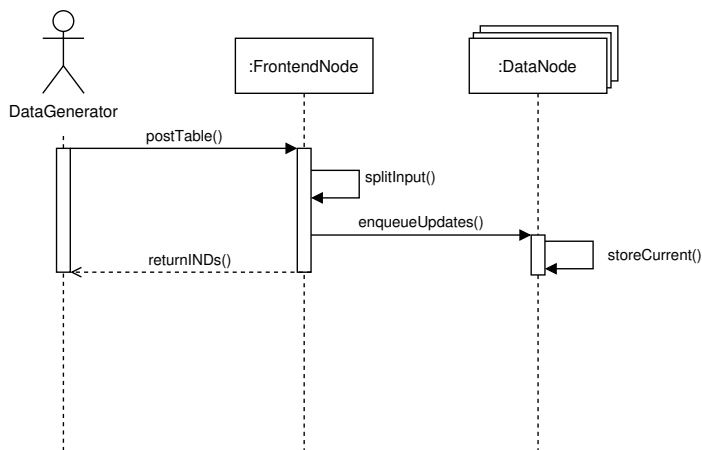 :FrontendNode
:DataNode
DataGenerator
postTable()
splitInput()
enqueueUpdates()
storeCurrent()
returnINDs()